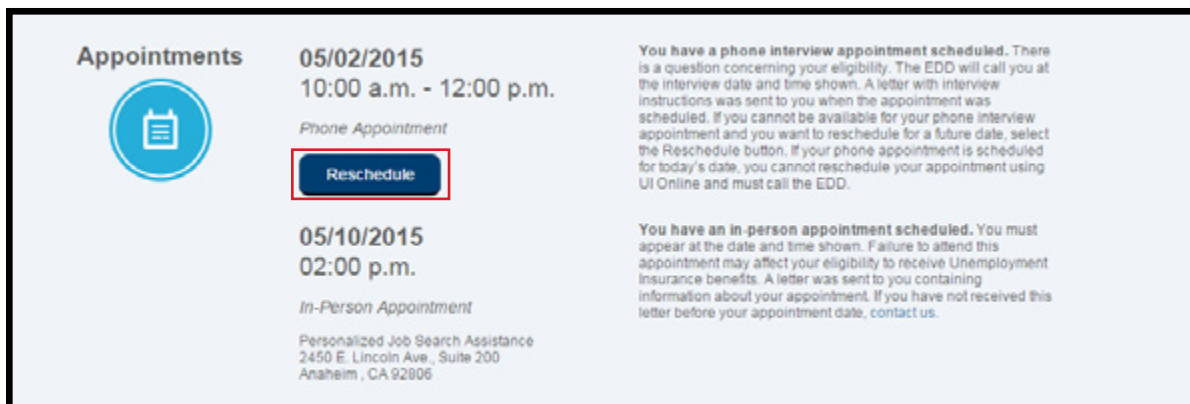 Appointments
05/02/2015
10:00 a.m. - 12:00 p.m.
Phone Appointment
Reschedule
You have a phone interview appointment scheduled. There
is a question concerning your eligibility. The EDD will call you at
the interview date and time shown. A letter with interview
instructions was sent to you when the appointment was
scheduled. If you cannot be available for your phone interview
appointment and you want to reschedule for a future date, select
the Reschedule button. If your phone appointment is scheduled
for today's date, you cannot reschedule your appointment using
UI Online and must call the EDD.
05/10/2015
02:00 p.m.
In-Person Appointment
Personalized Job Search Assistance
2450 E. Lincoln Ave., Suite 200
Anaheim , CA 92806
You have an in-person appointment scheduled. You must
appear at the date and time shown. Failure to attend this
appointment may affect your eligibility to receive Unemployment
Insurance benefits. A letter was sent to you containing
information about your appointment. If you have not received this
letter before your appointment date, contact us.